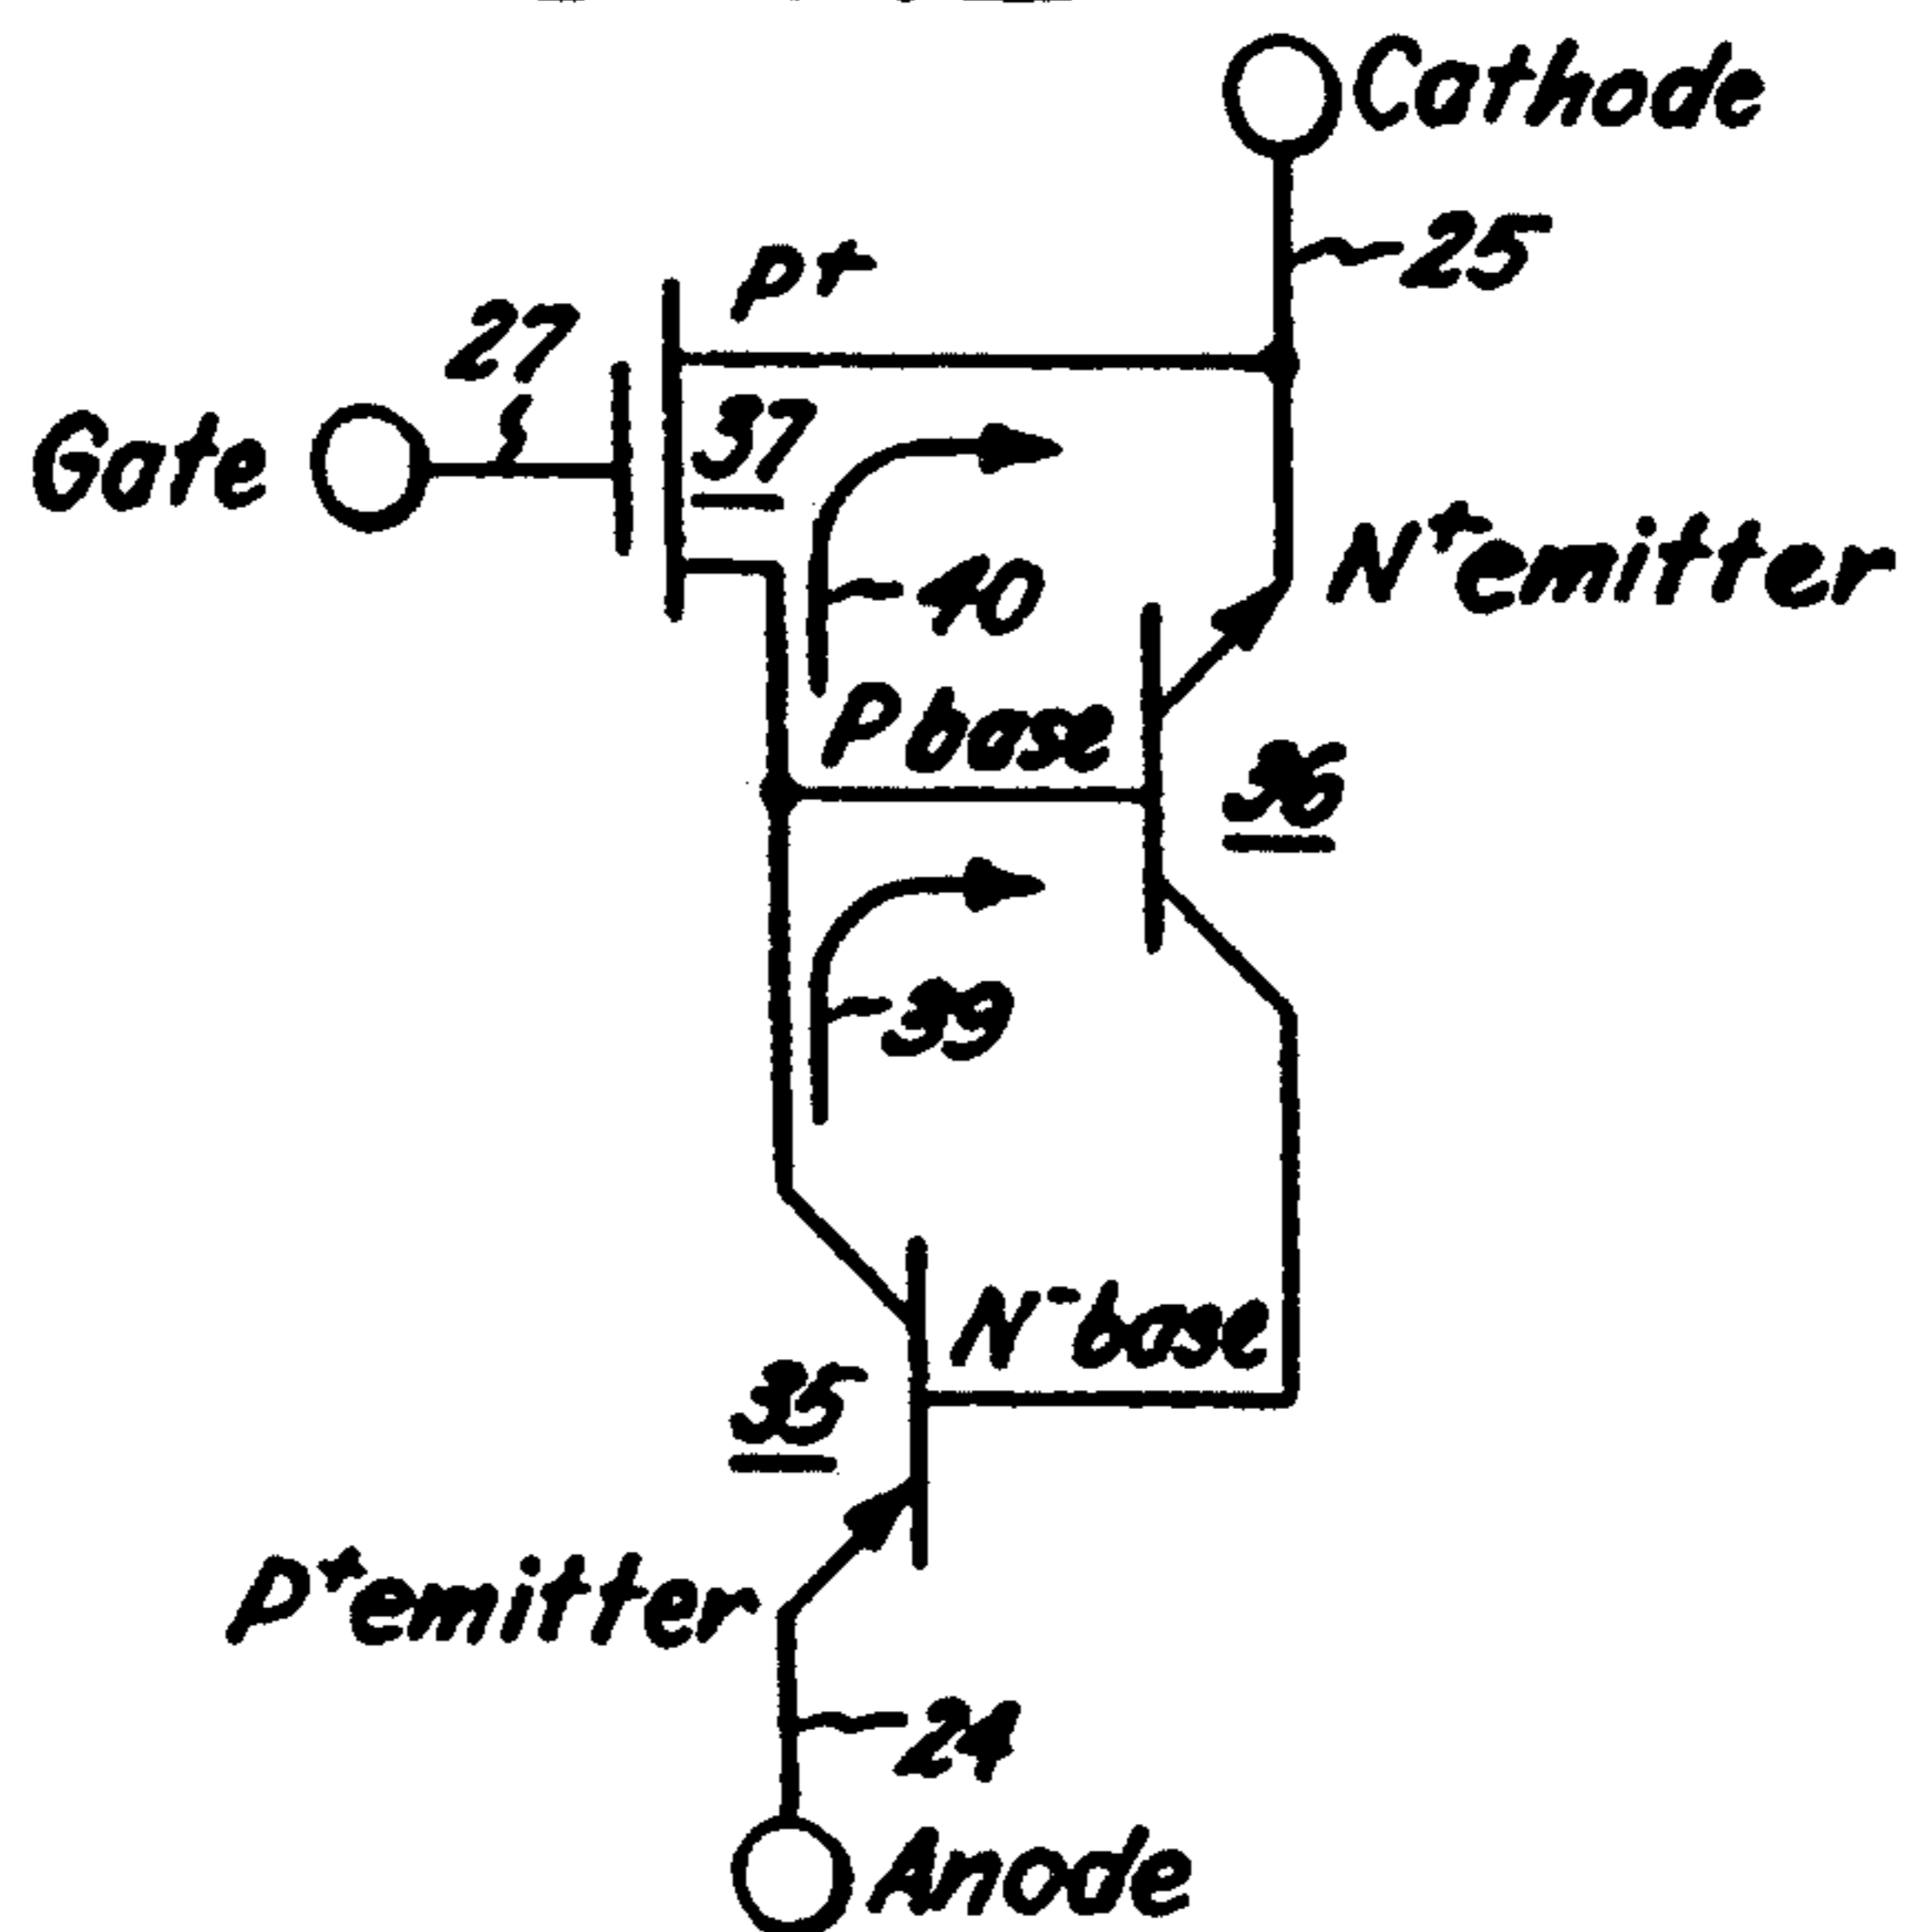 Cathode
25
p+
27
37
Gate
N+emitter
40
P base
36
39
N-base
35
P+emitter
24
Anode